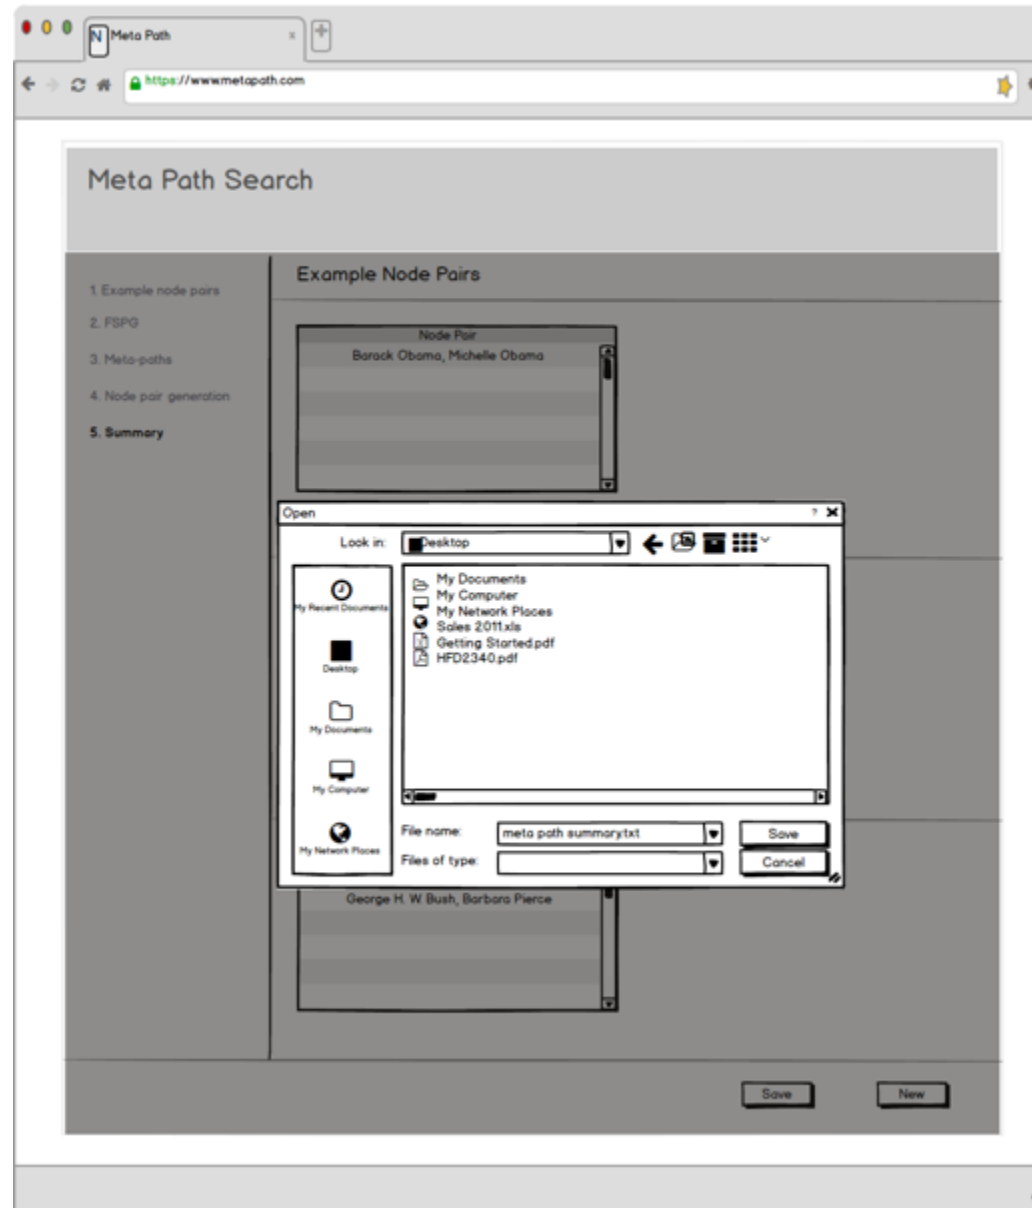 N Meta Path x
https://www.metapath.com
Meta Path Search
1. Example node pairs
2. FSPG
3. Meta-paths
4. Node pair generation
5. Summary
Example Node Pairs
Node Pair
Barack Obama, Michelle Obama
Open ?
Look in: Desktop
My Recent Documents
Desktop
My Documents
My Computer
My Network Places
My Documents
My Computer
My Network Places
Sales 2011.xls
Getting Started.pdf
HFD2340.pdf
File name: meta path summary.txt Save
Files of type: Cancel
George H. W. Bush, Barbara Pierce
Save New